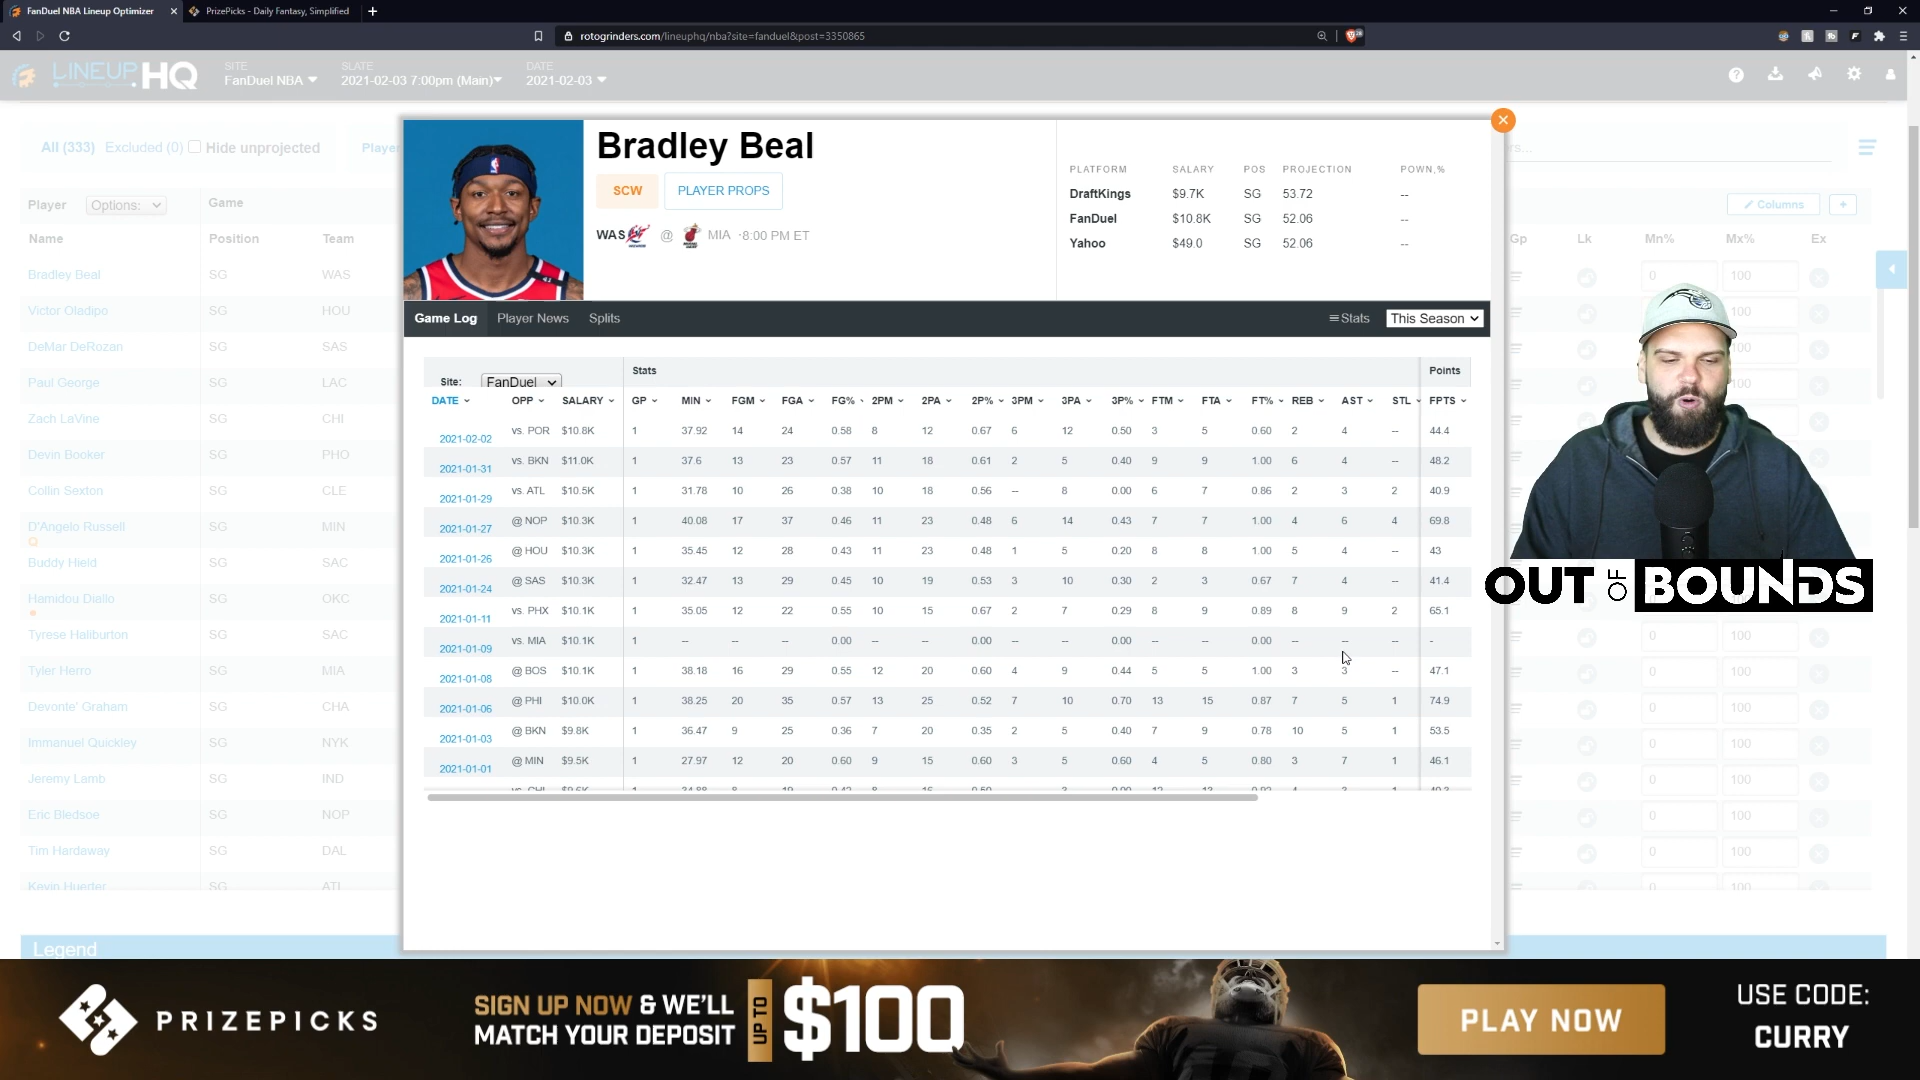 FanDuel NBA Lineup Optimizer
PrizePicks - Daily Fantasy, Simplified
rotogrinders.com/lineuphq/nba?site=fanduel&post=3350865
LINEUPHQ
SITE
FanDuel NBA
SLATE
2021-02-03 7:00pm (Main)
DATE
2021-02-03
All (333) Excluded (0) Hide unprojected Player
Player Options: Game
Name Position Team
Bradley Beal SG WAS
Victor Oladipo SG HOU
DeMar DeRozan SG SAS
Paul George SG LAC
Zach LaVine SG CHI
Devin Booker SG PHO
Collin Sexton SG CLE
D'Angelo Russell SG MIN
Q
Buddy Hield SG SAC
Hamidou Diallo SG OKC
Tyrese Haliburton SG SAC
Tyler Herro SG MIA
Devonte' Graham SG CHA
Immanuel Quickley SG NYK
Jeremy Lamb SG IND
Eric Bledsoe SG NOP
Tim Hardaway SG DAL
Kevin Huerter SG ATL
Legend
Bradley Beal
SCW PLAYER PROPS
WAS @ MIA · 8:00 PM ET
PLATFORM SALARY POS PROJECTION POWN,%
DraftKings $9.7K SG 53.72 --
FanDuel $10.8K SG 52.06 --
Yahoo $49.0 SG 52.06 --
Game Log Player News Splits Stats This Season
Site: FanDuel Stats Points
DATE OPP SALARY GP MIN FGM FGA FG% 2PM 2PA 2P% 3PM 3PA 3P% FTM FTA FT% REB AST STL FPTS
2021-02-02 vs. POR $10.8K 1 37.92 14 24 0.58 8 12 0.67 6 12 0.50 3 5 0.60 2 4 -- 44.4
2021-01-31 vs. BKN $11.0K 1 37.6 13 23 0.57 11 18 0.61 2 5 0.40 9 9 1.00 6 4 -- 48.2
2021-01-29 vs. ATL $10.5K 1 31.78 10 26 0.38 10 18 0.56 -- 8 0.00 6 7 0.86 2 3 2 40.9
2021-01-27 @ NOP $10.3K 1 40.08 17 37 0.46 11 23 0.48 6 14 0.43 7 7 1.00 4 6 4 69.8
2021-01-26 @ HOU $10.3K 1 35.45 12 28 0.43 11 23 0.48 1 5 0.20 8 8 1.00 5 4 -- 43
2021-01-24 @ SAS $10.3K 1 32.47 13 29 0.45 10 19 0.53 3 10 0.30 2 3 0.67 7 4 -- 41.4
2021-01-11 vs. PHX $10.1K 1 35.05 12 22 0.55 10 15 0.67 2 7 0.29 8 9 0.89 8 9 2 65.1
2021-01-09 vs. MIA $10.1K 1 -- -- -- 0.00 -- -- 0.00 -- -- 0.00 -- -- 0.00 -- -- -- -
2021-01-08 @ BOS $10.1K 1 38.18 16 29 0.55 12 20 0.60 4 9 0.44 5 5 1.00 3 3 -- 47.1
2021-01-06 @ PHI $10.0K 1 38.25 20 35 0.57 13 25 0.52 7 10 0.70 13 15 0.87 7 5 1 74.9
2021-01-03 @ BKN $9.8K 1 36.47 9 25 0.36 7 20 0.35 2 5 0.40 7 9 0.78 10 5 1 53.5
2021-01-01 @ MIN $9.5K 1 27.97 12 20 0.60 9 15 0.60 3 5 0.60 4 5 0.80 3 7 1 46.1
Columns +
Gp Lk Mn% Mx% Ex
0 100
100
100
100
0 100
0 100
0 100
0 100
0 100
0 100
0 100
0 100
OUT OF BOUNDS
PRIZEPICKS
SIGN UP NOW & WE'LL
MATCH YOUR DEPOSIT
UP TO
$100
PLAY NOW
USE CODE:
CURRY